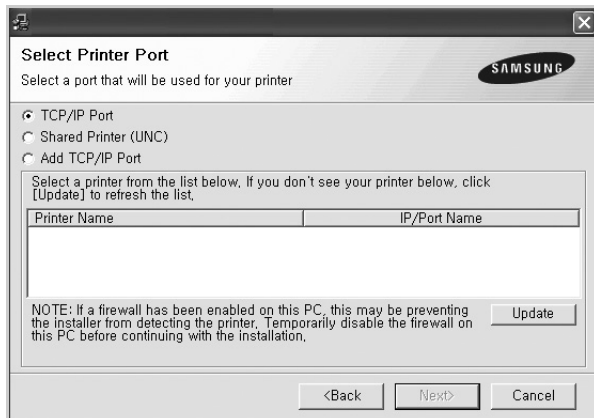 Select Printer Port
Select a port that will be used for your printer
SAMSUNG
TCP/IP Port
Shared Printer (UNC)
Add TCP/IP Port
Select a printer from the list below, If you don't see your printer below, click
[Update] to refresh the list,
Printer Name IP/Port Name
NOTE: If a firewall has been enabled on this PC, this may be preventing
the installer from detecting the printer, Temporarily disable the firewall on
this PC before continuing with the installation,
Update
<Back Next> Cancel